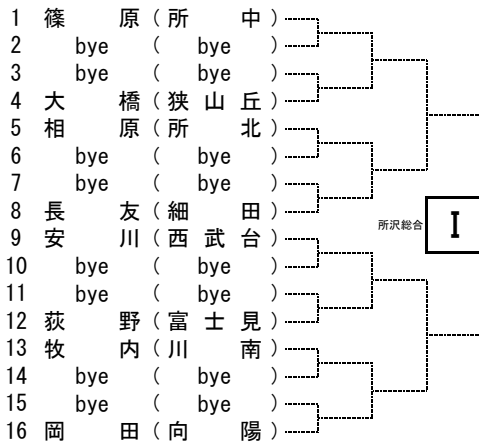 1 篠原(所中)
2 bye ( bye )
3 bye ( bye )
4 大橋(狭山丘)
5 相原(所北)
6 bye ( bye )
7 bye ( bye )
8 長友(細田)
所沢総合 I
9 安川(西武台)
10 bye ( bye )
11 bye ( bye )
12 荻野(富士見)
13 牧内(川南)
14 bye ( bye )
15 bye ( bye )
16 岡田(向陽)